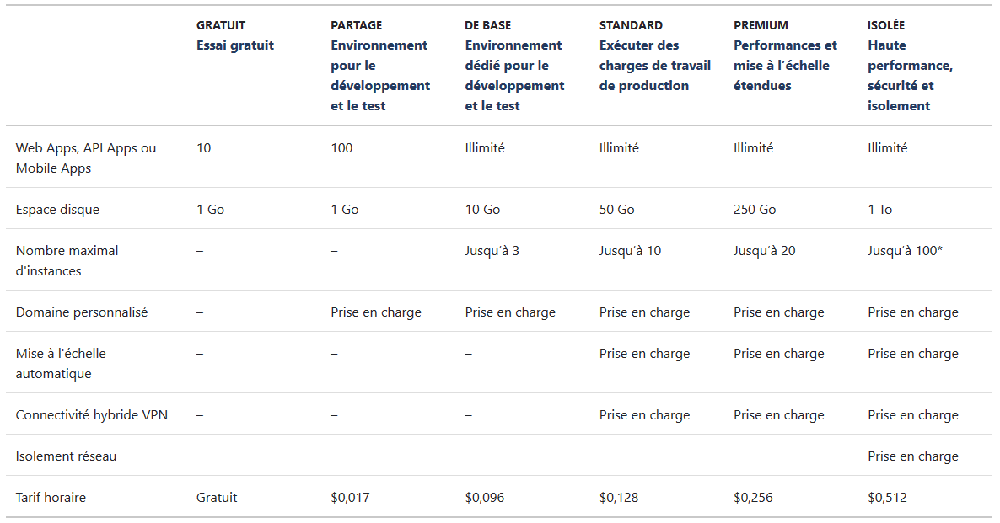 GRATUIT PARTAGE DE BASE STANDARD PREMIUM ISOLÉE
Essai gratuit Environnement Environnement Exécuter des Performances et Haute
pour le dédié pour le charges de travail mise à l’échelle performance,
développement développement de production étendues sécurité et
et le test et le test isolement
Web Apps, API Apps ou 10 100 Illimité Illimité Illimité Illimité
Mobile Apps
Espace disque 1 Go 1 Go 10 Go 50 Go 250 Go 1 To
Nombre maximal – – Jusqu’à 3 Jusqu’à 10 Jusqu’à 20 Jusqu’à 100*
d'instances
Domaine personnalisé – Prise en charge Prise en charge Prise en charge Prise en charge Prise en charge
Mise à l'échelle – – – Prise en charge Prise en charge Prise en charge
automatique
Connectivité hybride VPN – – – Prise en charge Prise en charge Prise en charge
Isolement réseau Prise en charge
Tarif horaire Gratuit $0,017 $0,096 $0,128 $0,256 $0,512